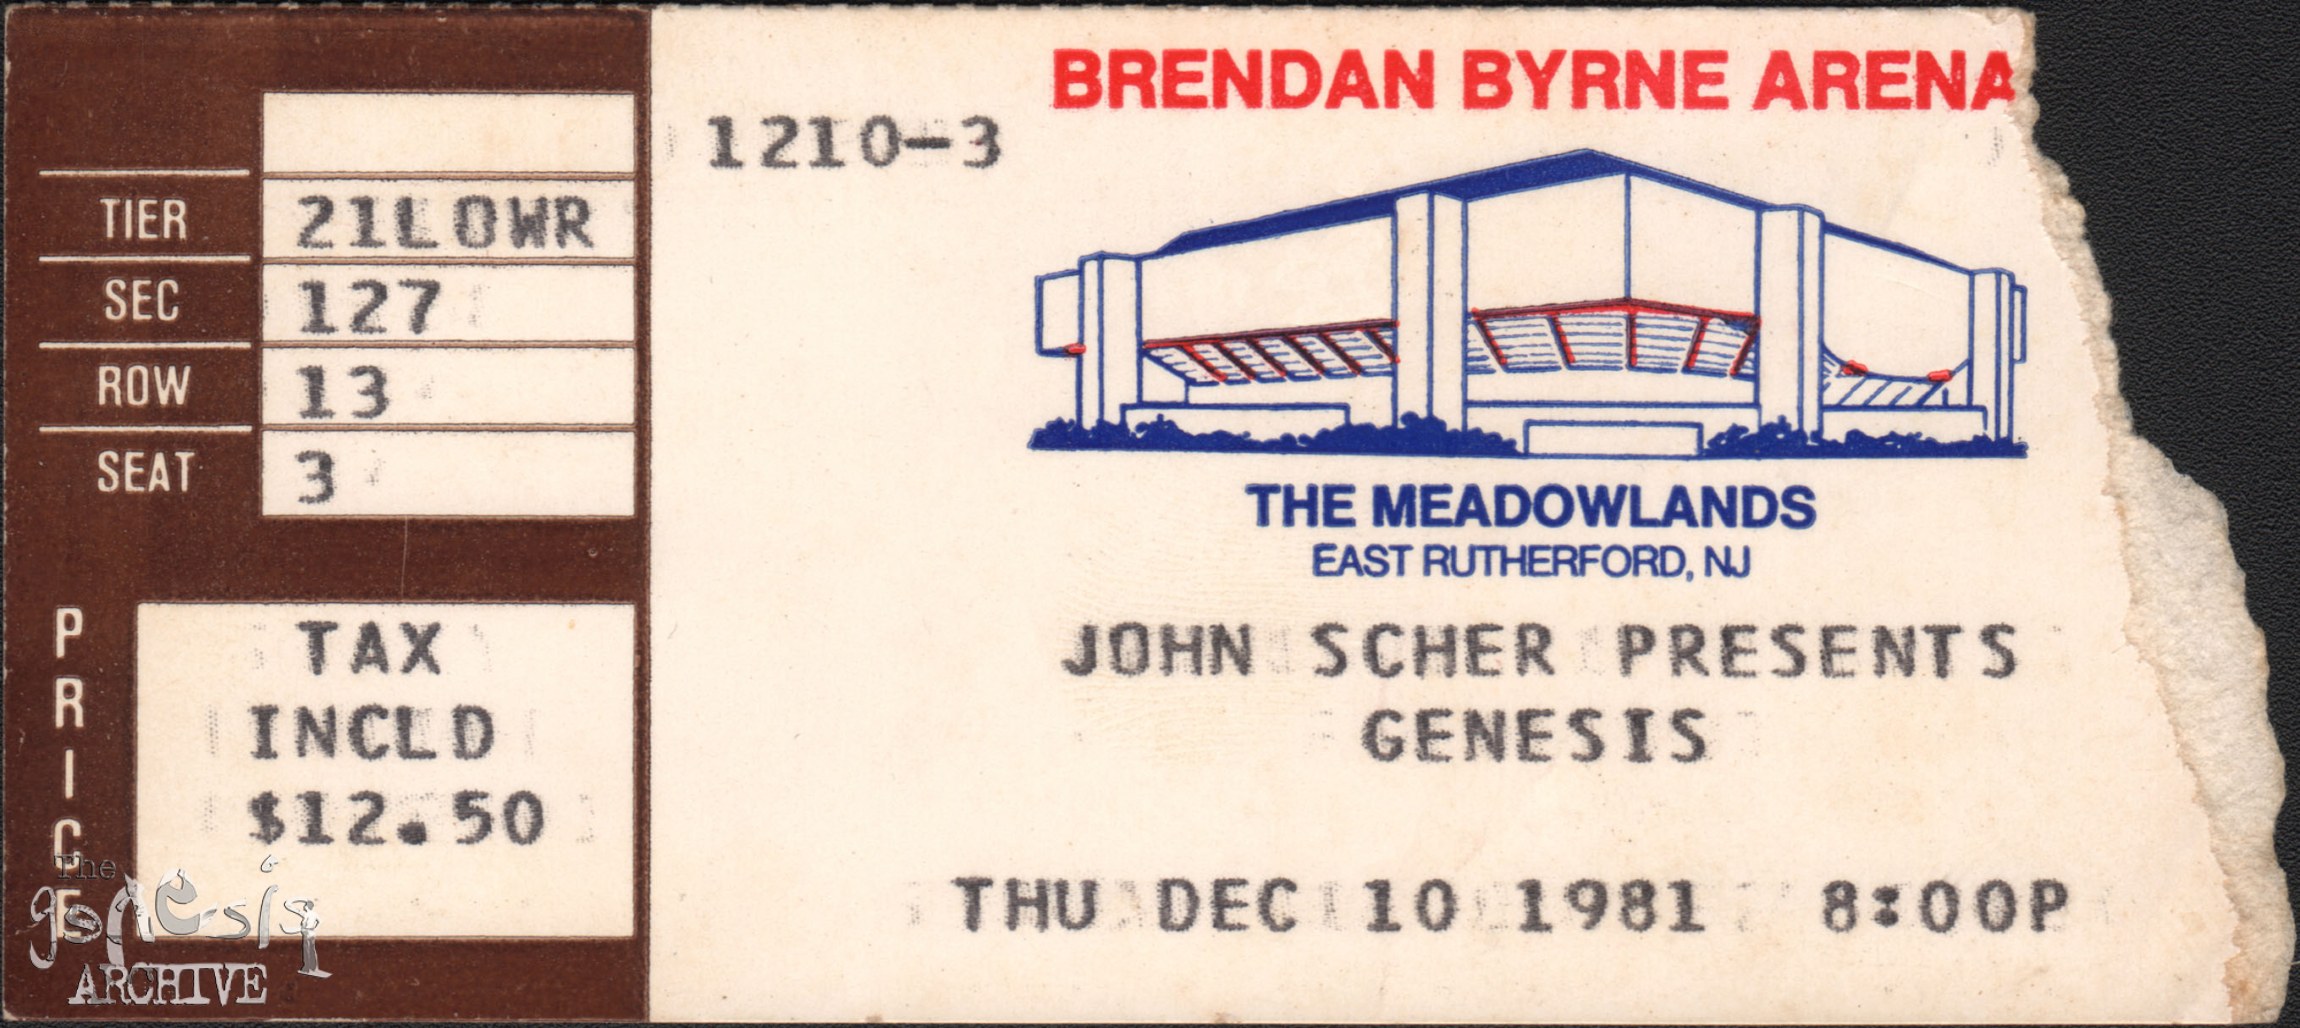 TIER 21LOWR
SEC 127
ROW 13
SEAT 3
PRICE
TAX
INCLD
$12.50
1210-3
BRENDAN BYRNE ARENA
THE MEADOWLANDS
EAST RUTHERFORD, NJ
JOHN SCHER PRESENTS
GENESIS
THU DEC 10 1981 8:00P
The
genesis
ARCHIVE